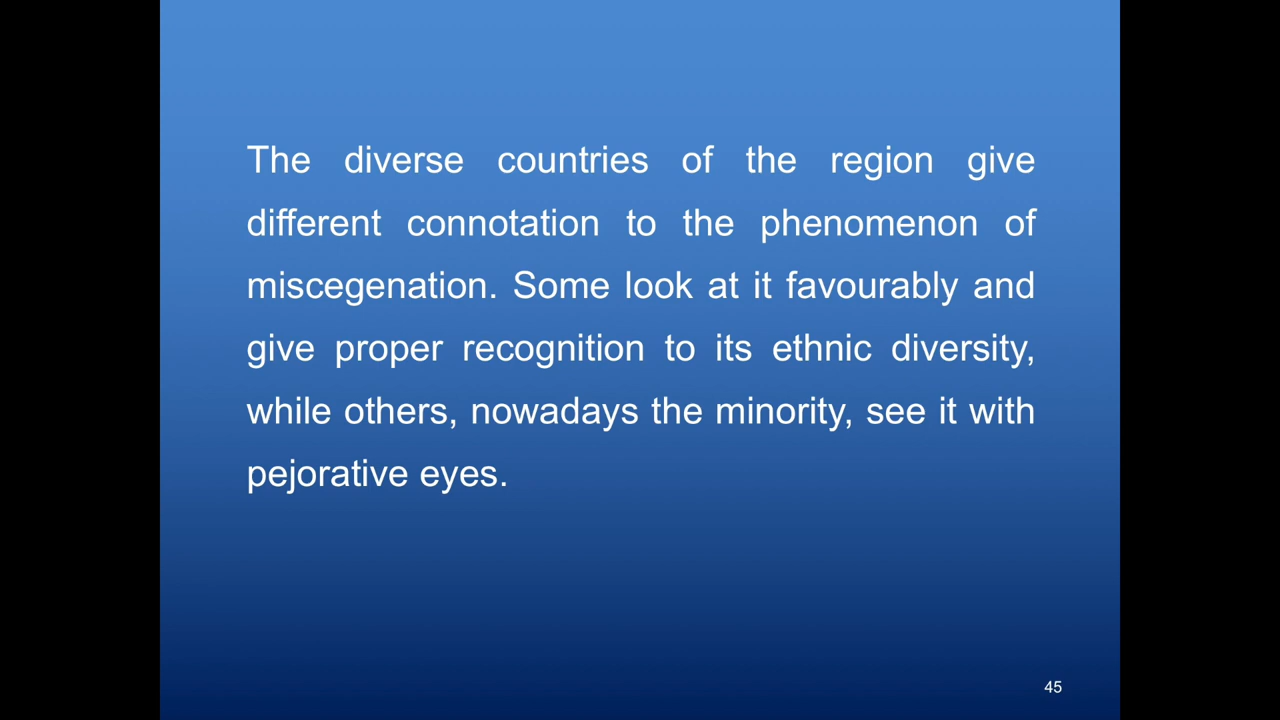 The diverse countries of the region give
different connotation to the phenomenon of
miscegenation. Some look at it favourably and
give proper recognition to its ethnic diversity,
while others, nowadays the minority, see it with
pejorative eyes.
45